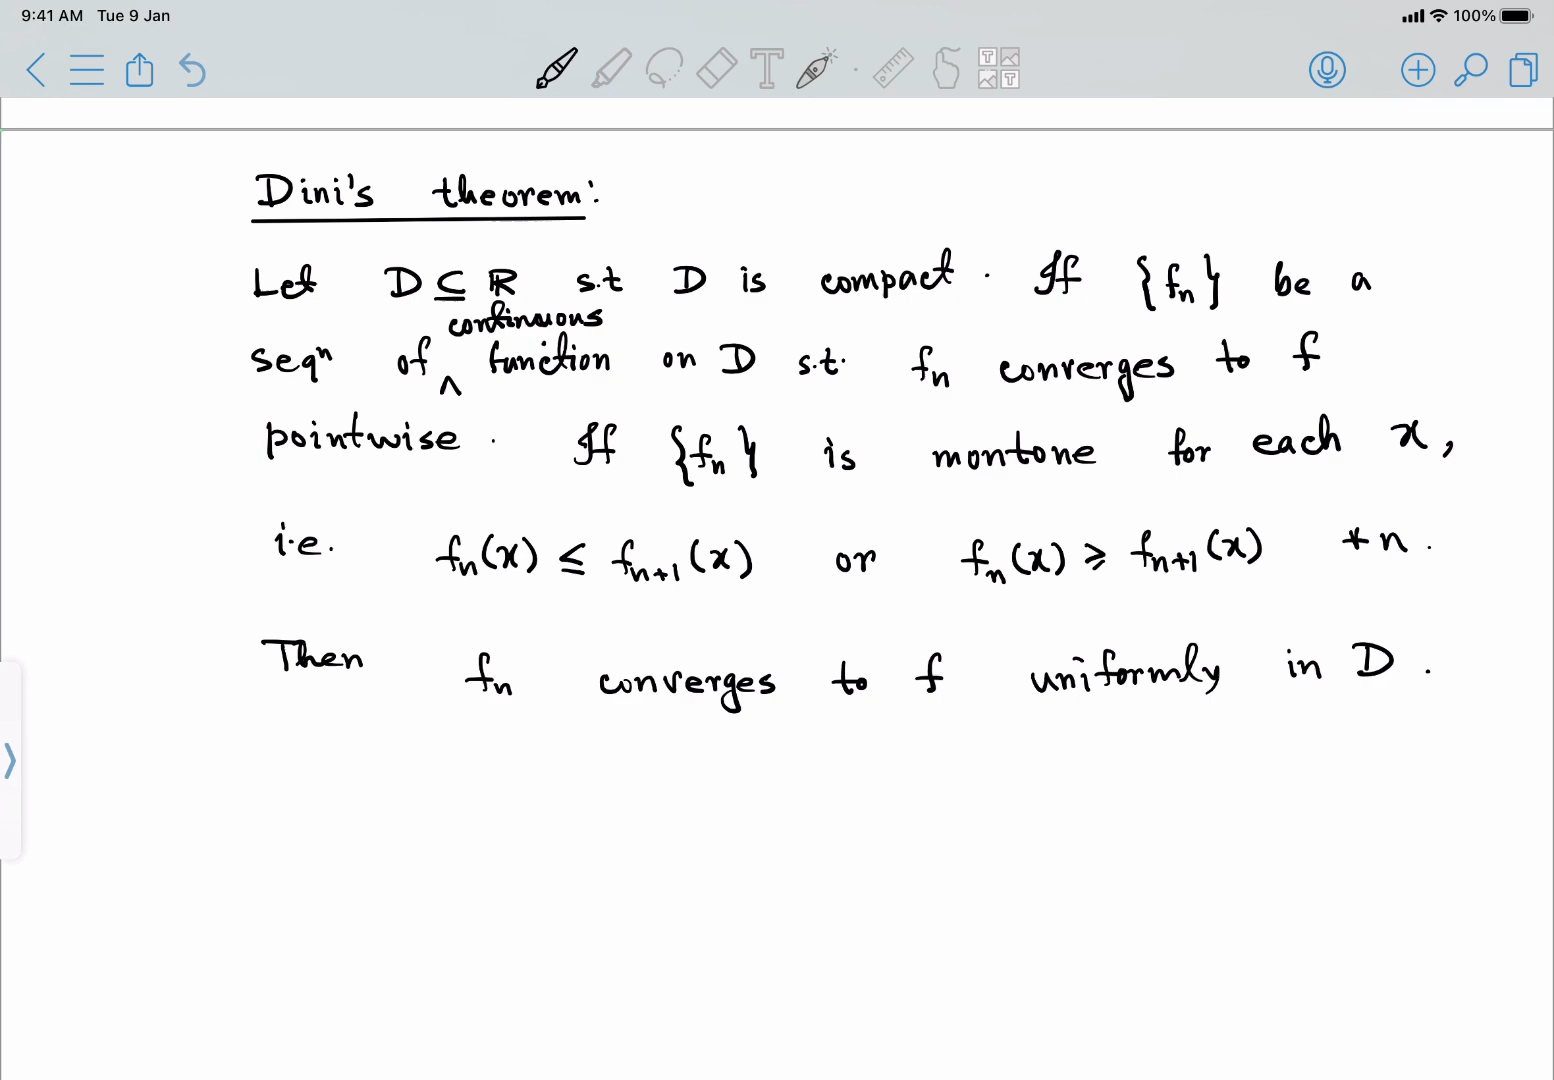 9:41 AM Tue 9 Jan 100%
Dini's theorem:
Let D ⊆ ℝ s.t D is compact. If {fn} be a
continuous
seqⁿ of ^ function on D s.t. fn converges to f
pointwise. If {fn} is montone for each x,
i.e. fn(x) ≤ fn+1(x) or fn(x) ≥ fn+1(x) ∀ n.
Then fn converges to f uniformly in D.